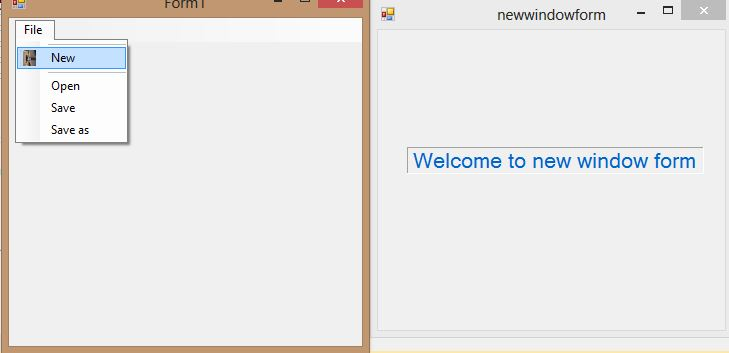 Form1
File
New
Open
Save
Save as
newwindowform
Welcome to new window form